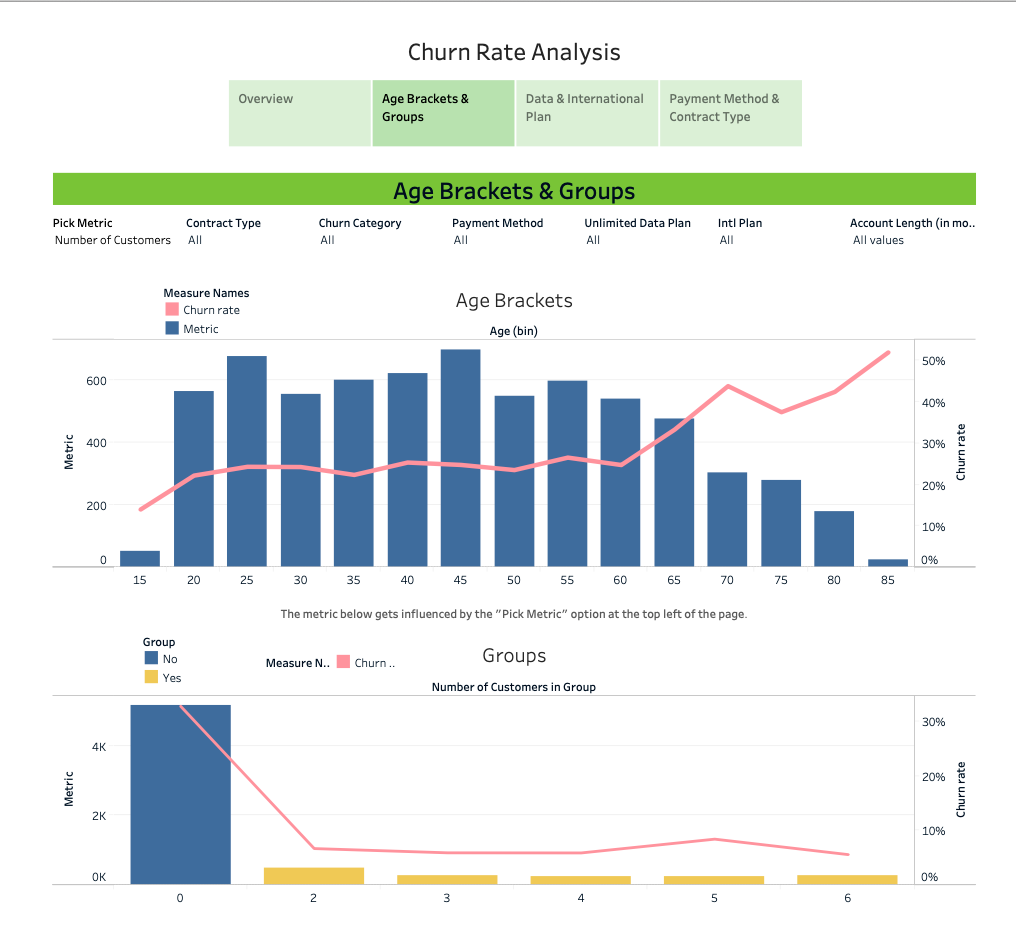 Churn Rate Analysis
Overview
Age Brackets &
Groups
Data & International
Plan
Payment Method &
Contract Type
Age Brackets & Groups
Pick Metric
Number of Customers
Contract Type
All
Churn Category
All
Payment Method
All
Unlimited Data Plan
All
Intl Plan
All
Account Length (in mo..
All values
Measure Names
Churn rate
Metric
Age Brackets
Age (bin)
600
400
200
0
Metric
50%
40%
30%
20%
10%
0%
Churn rate
15 20 25 30 35 40 45 50 55 60 65 70 75 80 85
The metric below gets influenced by the "Pick Metric" option at the top left of the page.
Group
No
Yes
Measure N..
Churn ..
Groups
Number of Customers in Group
4K
2K
0K
Metric
30%
20%
10%
0%
Churn rate
0 2 3 4 5 6